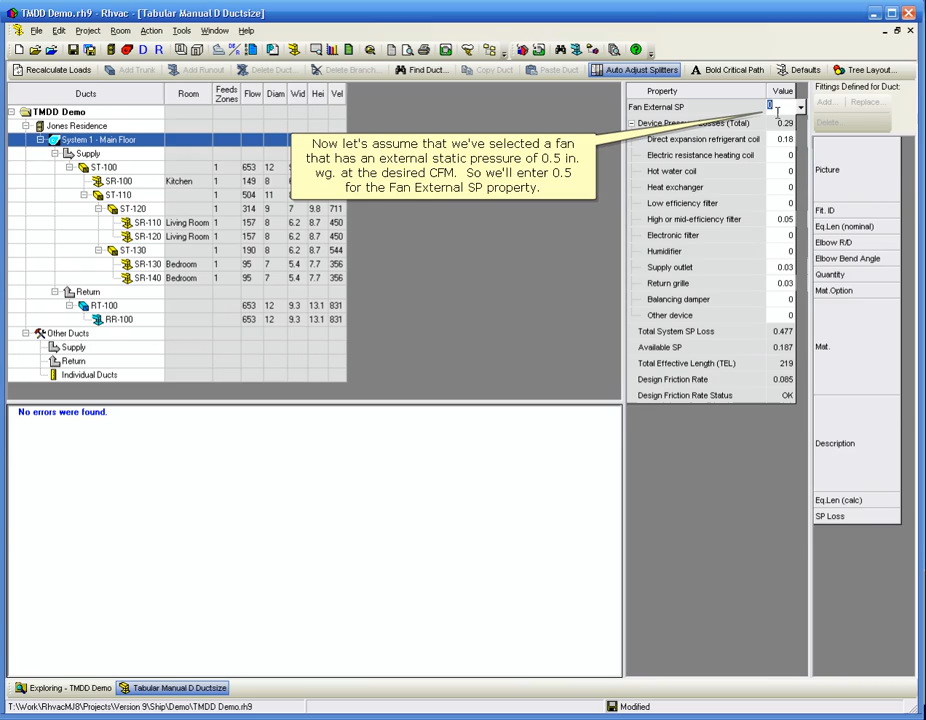 TMDD Demo.rh9 - Rhvac - [Tabular Manual D Ductsize]
File Edit Project Room Action Tools Window Help
Recalculate Loads Add Trunk Add Runout Delete Duct... Delete Branch... Find Duct... Copy Duct Paste Duct Auto Adjust Splitters Bold Critical Path Defaults Tree Layout...
Ducts Room Feeds Zones Flow Diam Wid Hei Vel
TMDD Demo
Jones Residence
System 1 - Main Floor
Supply
ST-100 653 12
SR-100 Kitchen 1 149 8
ST-110 1 504 11
ST-120 1 314 9 7 9.8 711
SR-110 Living Room 1 157 8 6.2 8.7 450
SR-120 Living Room 1 157 8 6.2 8.7 450
ST-130 1 190 8 6.2 8.7 544
SR-130 Bedroom 1 95 7 5.4 7.7 356
SR-140 Bedroom 1 95 7 5.4 7.7 356
Return
RT-100 653 12 9.3 13.1 831
RR-100 653 12 9.3 13.1 831
Other Ducts
Supply
Return
Individual Ducts
Now let's assume that we've selected a fan
that has an external static pressure of 0.5 in.
wg. at the desired CFM. So we'll enter 0.5
for the Fan External SP property.
Property Value
Fan External SP 0
Device Pressure Losses (Total) 0.29
Direct expansion refrigerant coil 0.18
Electric resistance heating coil 0
Hot water coil 0
Heat exchanger 0
Low efficiency filter 0
High or mid-efficiency filter 0.05
Electronic filter 0
Humidifier 0
Supply outlet 0.03
Return grille 0.03
Balancing damper 0
Other device 0
Total System SP Loss 0.477
Available SP 0.187
Total Effective Length (TEL) 219
Design Friction Rate 0.085
Design Friction Rate Status OK
Fittings Defined for Duct:
Add... Replace...
Delete...
Picture
Fit. ID
Eq.Len (nominal)
Elbow R/D
Elbow Bend Angle
Quantity
Mat.Option
Mat.
Description
Eq.Len (calc)
SP Loss
No errors were found.
Exploring - TMDD Demo Tabular Manual D Ductsize
T:\Work\RhvacMJ8\Projects\Version 9\Ship\Demo\TMDD Demo.rh9 Modified